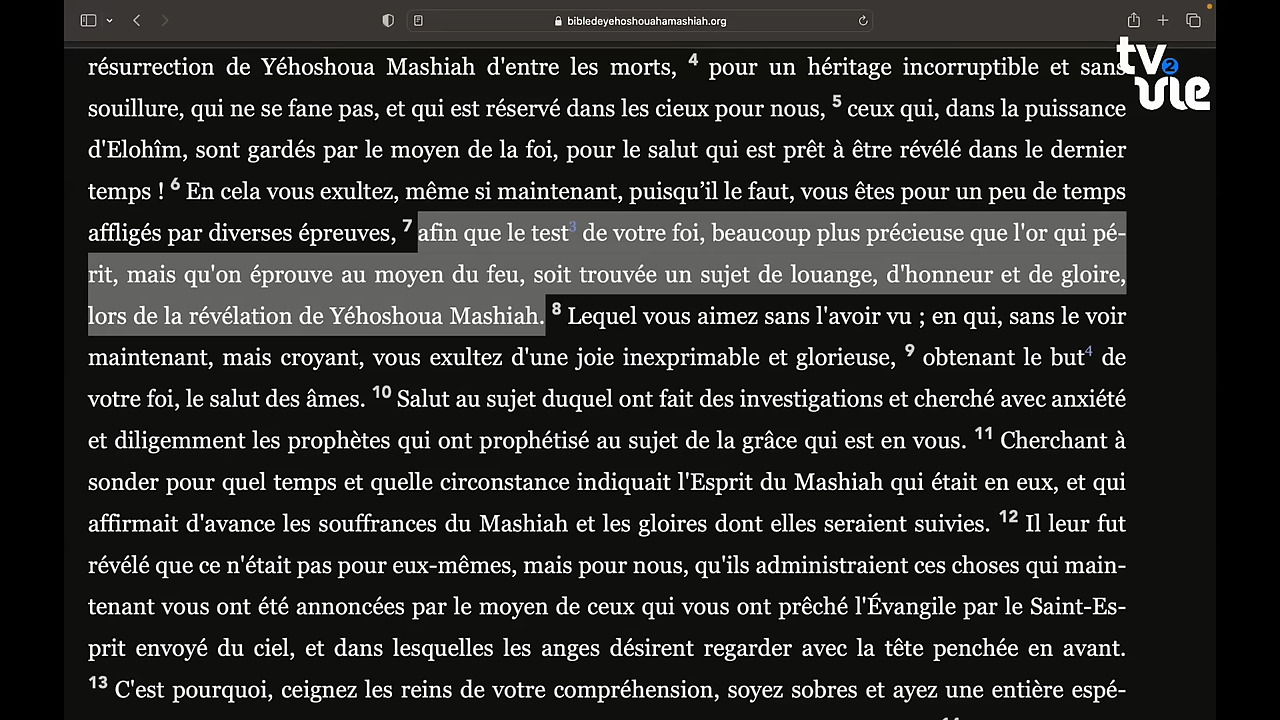 bibledeyehoshouahamashiah.org
tv2vie
résurrection de Yéhoshoua Mashiah d'entre les morts, 4 pour un héritage incorruptible et sans
souillure, qui ne se fane pas, et qui est réservé dans les cieux pour nous, 5 ceux qui, dans la puissance
d'Elohîm, sont gardés par le moyen de la foi, pour le salut qui est prêt à être révélé dans le dernier
temps ! 6 En cela vous exultez, même si maintenant, puisqu’il le faut, vous êtes pour un peu de temps
affligés par diverses épreuves, 7 afin que le test3 de votre foi, beaucoup plus précieuse que l'or qui pé-
rit, mais qu'on éprouve au moyen du feu, soit trouvée un sujet de louange, d'honneur et de gloire,
lors de la révélation de Yéhoshoua Mashiah. 8 Lequel vous aimez sans l'avoir vu ; en qui, sans le voir
maintenant, mais croyant, vous exultez d'une joie inexprimable et glorieuse, 9 obtenant le but4 de
votre foi, le salut des âmes. 10 Salut au sujet duquel ont fait des investigations et cherché avec anxiété
et diligemment les prophètes qui ont prophétisé au sujet de la grâce qui est en vous. 11 Cherchant à
sonder pour quel temps et quelle circonstance indiquait l'Esprit du Mashiah qui était en eux, et qui
affirmait d'avance les souffrances du Mashiah et les gloires dont elles seraient suivies. 12 Il leur fut
révélé que ce n'était pas pour eux-mêmes, mais pour nous, qu'ils administraient ces choses qui main-
tenant vous ont été annoncées par le moyen de ceux qui vous ont prêché l'Évangile par le Saint-Es-
prit envoyé du ciel, et dans lesquelles les anges désirent regarder avec la tête penchée en avant.
13 C'est pourquoi, ceignez les reins de votre compréhension, soyez sobres et ayez une entière espé-